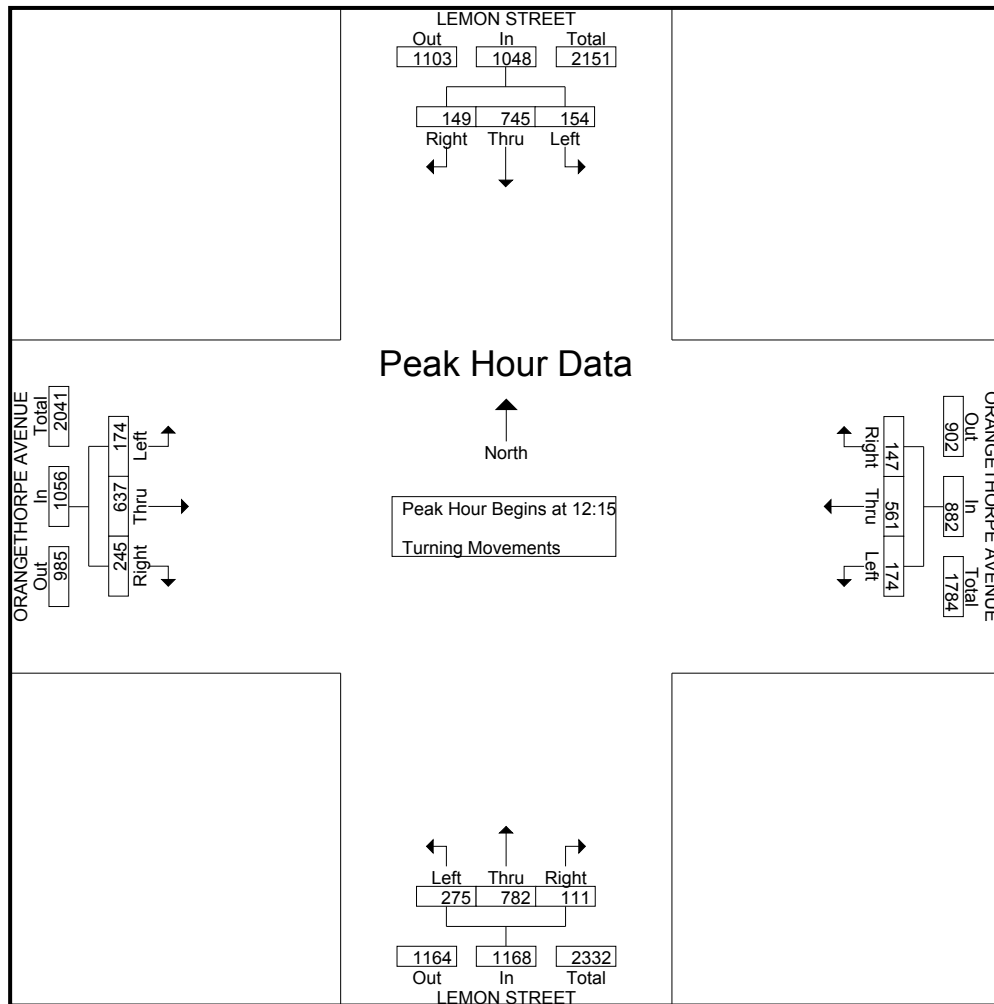 LEMON STREET
Out In Total
1103 1048 2151
149 745 154
Right Thru Left
Peak Hour Data
North
Peak Hour Begins at 12:15
Turning Movements
ORANGETHORPE AVENUE
Out In Total
985 1056 2041
245 637 174
Right Thru Left
ORANGETHORPE AVENUE
Out In Total
902 882 1784
147 561 174
Right Thru Left
Left Thru Right
275 782 111
1164 1168 2332
Out In Total
LEMON STREET